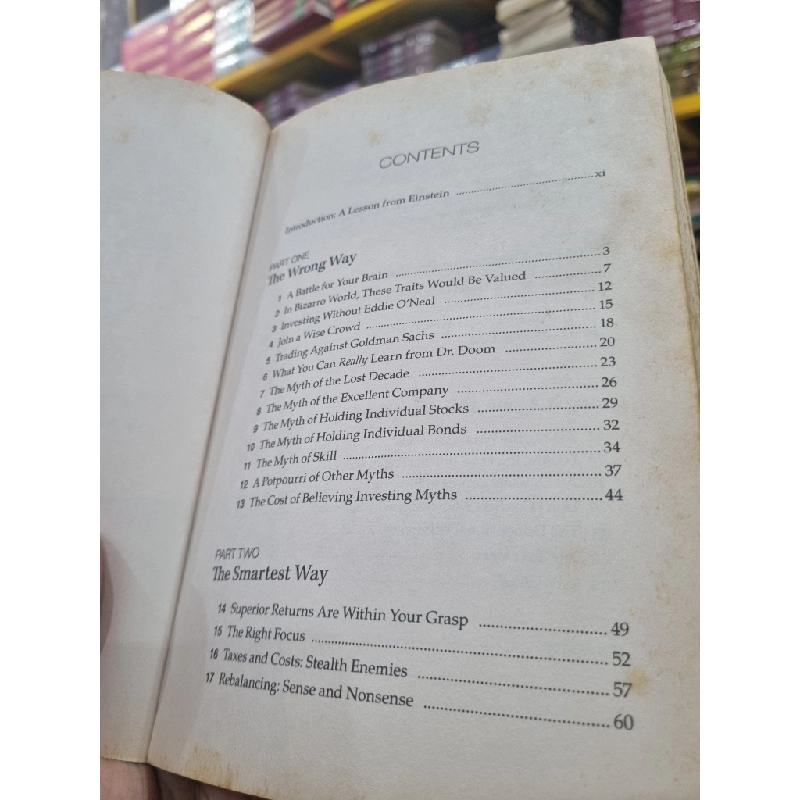 CONTENTS
Introduction: A Lesson from Einstein xi
PART ONE
The Wrong Way
1 A Battle for Your Brain 3
2 In Bizarro World, These Traits Would Be Valued 7
3 Investing Without Eddie O'Neal 12
4 Join a Wise Crowd 15
5 Trading Against Goldman Sachs 18
6 What You Can Really Learn from Dr. Doom 20
7 The Myth of the Lost Decade 23
8 The Myth of the Excellent Company 26
9 The Myth of Holding Individual Stocks 29
10 The Myth of Holding Individual Bonds 32
11 The Myth of Skill 34
12 A Potpourri of Other Myths 37
13 The Cost of Believing Investing Myths 44
PART TWO
The Smartest Way
14 Superior Returns Are Within Your Grasp 49
15 The Right Focus 52
16 Taxes and Costs: Stealth Enemies 57
17 Rebalancing: Sense and Nonsense 60